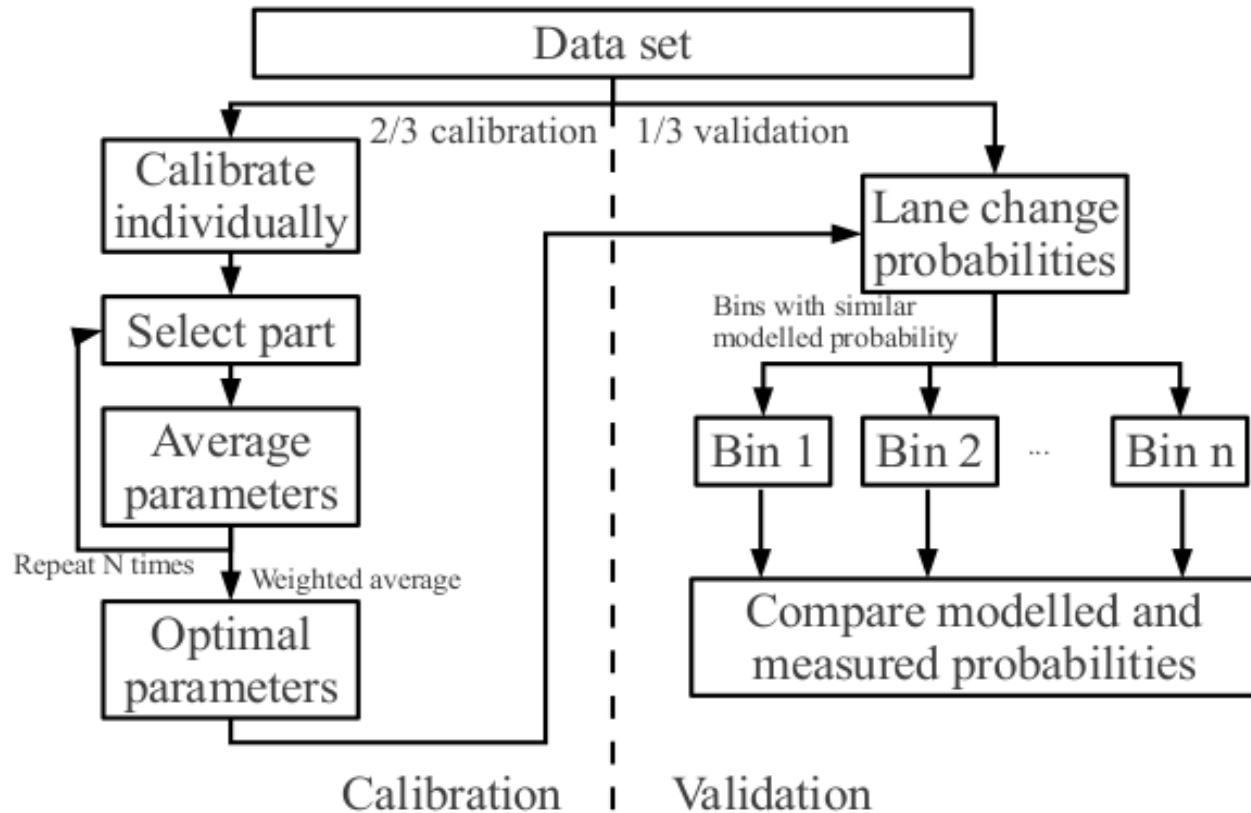 Data set
2/3 calibration
1/3 validation
Calibrate
individually
Select part
Average
parameters
Repeat N times
Weighted average
Optimal
parameters
Lane change
probabilities
Bins with similar
modelled probability
Bin 1
Bin 2
...
Bin n
Compare modelled and
measured probabilities
Calibration
Validation